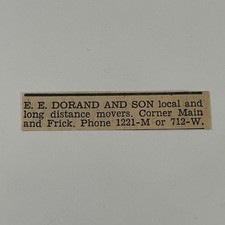 E. E. DORAND AND SON local and
long distance movers. Corner Main
and Frick. Phone 1221-M or 712-W.